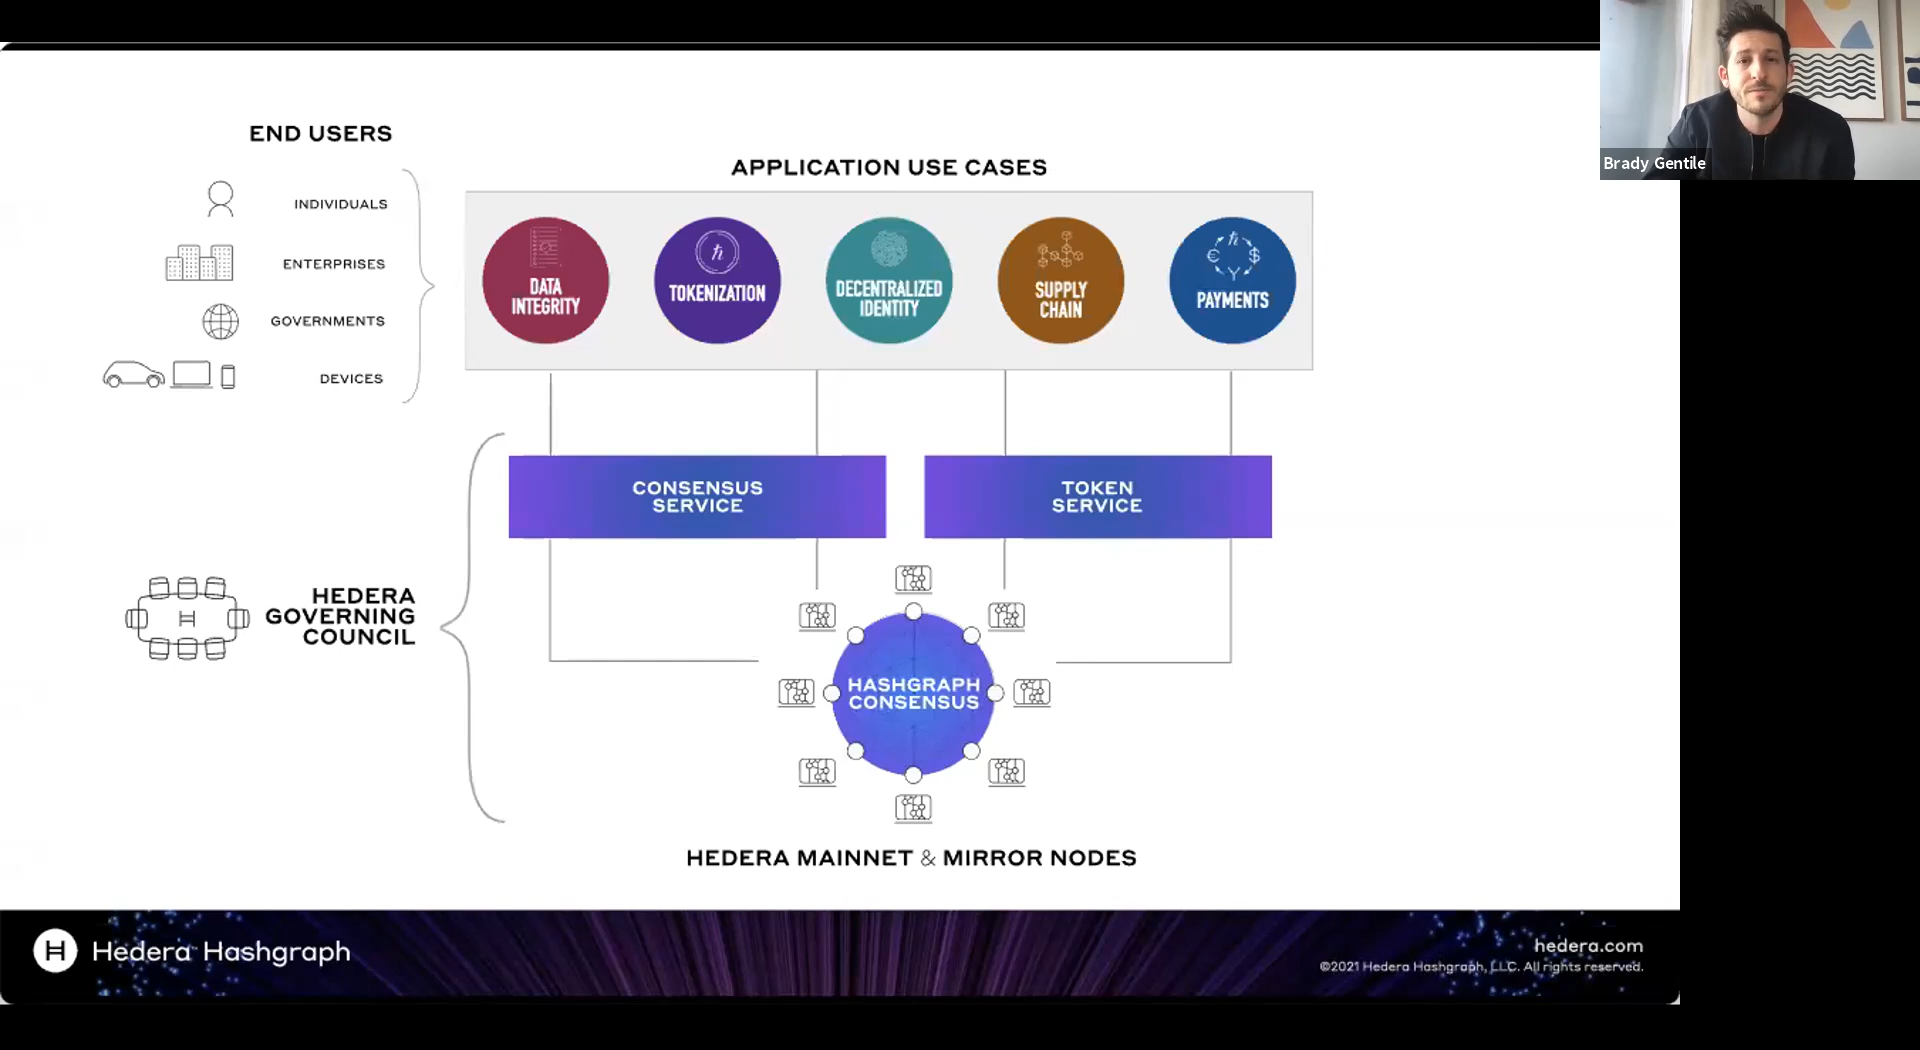 Brady Gentile
END USERS
INDIVIDUALS
ENTERPRISES
GOVERNMENTS
DEVICES
APPLICATION USE CASES
DATA
INTEGRITY
TOKENIZATION
DECENTRALIZED
IDENTITY
SUPPLY
CHAIN
PAYMENTS
CONSENSUS
SERVICE
TOKEN
SERVICE
HEDERA
GOVERNING
COUNCIL
HASHGRAPH
CONSENSUS
HEDERA MAINNET & MIRROR NODES
H Hedera Hashgraph
hedera.com
©2021 Hedera Hashgraph, LLC. All rights reserved.